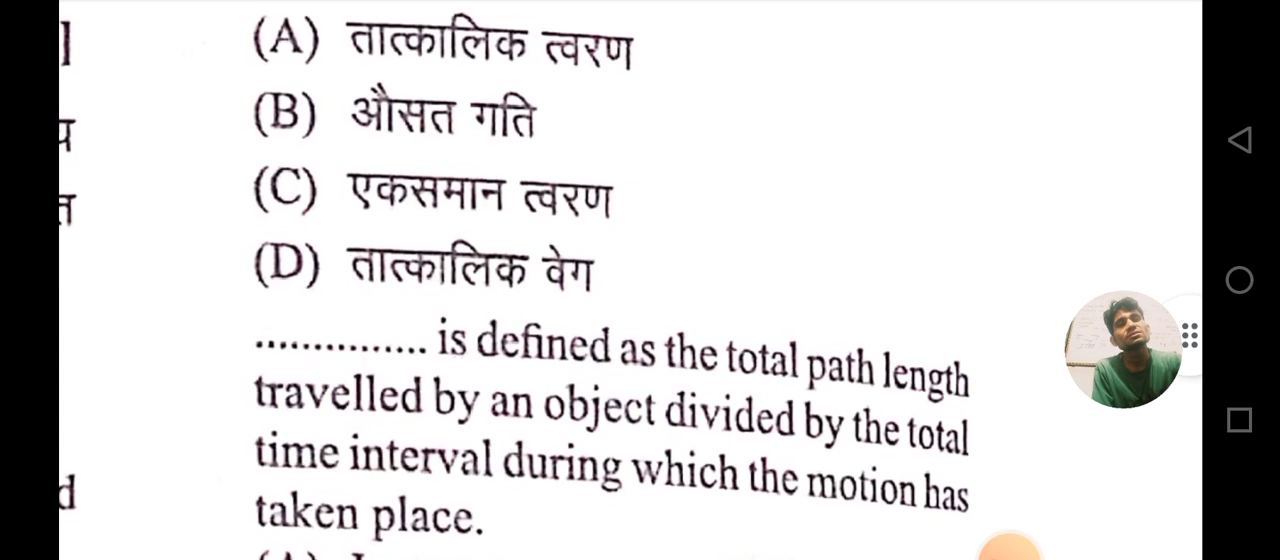 ]
(A) तात्कालिक त्वरण
(B) औसत गति
य
(C) एकसमान त्वरण
त
(D) तात्कालिक वेग
............... is defined as the total path length
travelled by an object divided by the total
time interval during which the motion has
d
taken place.